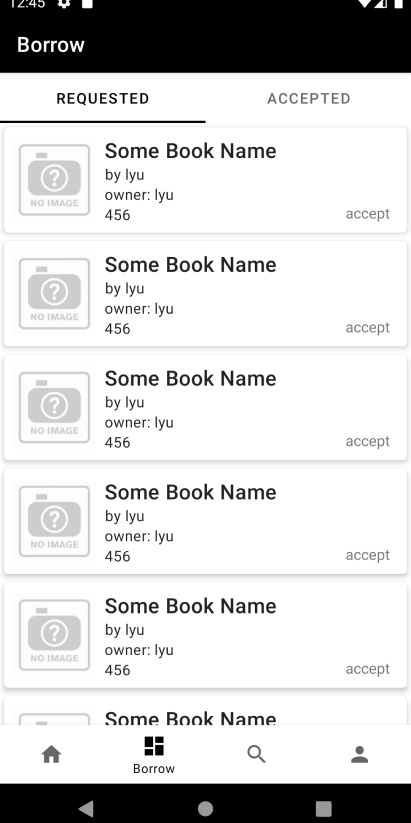 12:45
Borrow
REQUESTED
ACCEPTED
Some Book Name
by lyu
owner: lyu
456
accept
NO IMAGE
Some Book Name
by lyu
owner: lyu
456
accept
NO IMAGE
Some Book Name
by lyu
owner: lyu
456
accept
NO IMAGE
Some Book Name
by lyu
owner: lyu
456
accept
NO IMAGE
Some Book Name
by lyu
owner: lyu
456
accept
NO IMAGE
Some Book Name
Borrow